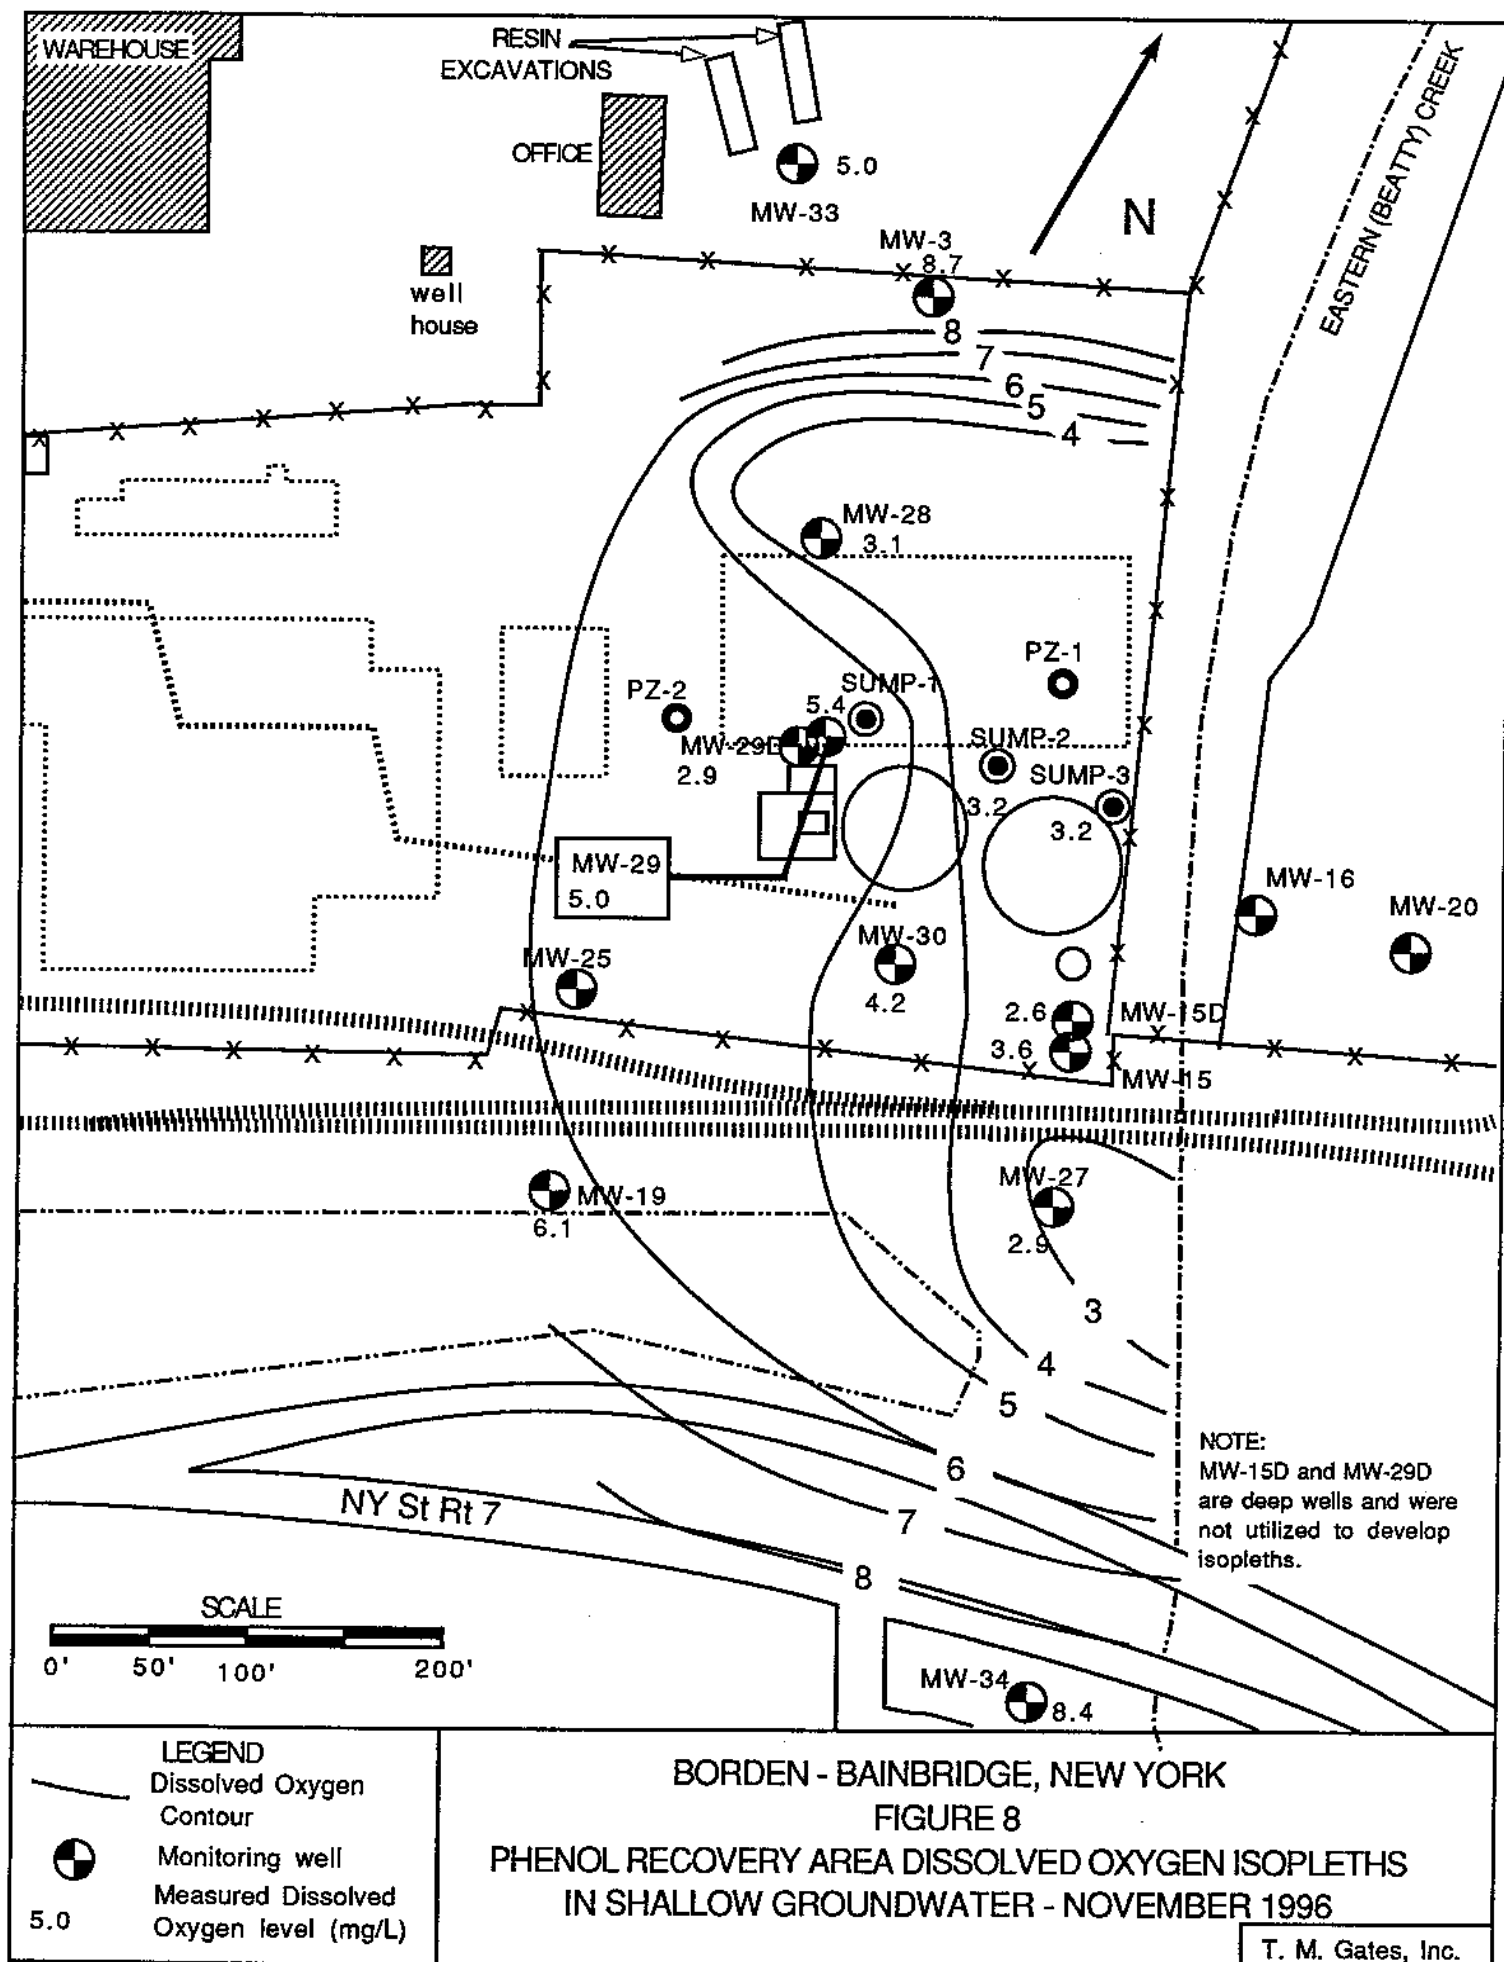 WAREHOUSE
RESIN
EXCAVATIONS
OFFICE
5.0
MW-33
N
EASTERN (BEATTY) CREEK
MW-3
8.7
well
house
8
7
6
5
4
MW-28
3.1
PZ-1
PZ-2
SUMP-1
5.4
MW-29D
2.9
SUMP-2
3.2
SUMP-3
3.2
MW-29
5.0
MW-16
MW-20
MW-30
4.2
MW-25
2.6
MW-15D
3.6
MW-15
MW-27
2.9
MW-19
6.1
3
4
5
6
7
8
NOTE:
MW-15D and MW-29D
are deep wells and were
not utilized to develop
isopleths.
NY St Rt 7
SCALE
0' 50' 100' 200'
MW-34
8.4
LEGEND
Dissolved Oxygen
Contour
Monitoring well
5.0
Measured Dissolved
Oxygen level (mg/L)
BORDEN - BAINBRIDGE, NEW YORK
FIGURE 8
PHENOL RECOVERY AREA DISSOLVED OXYGEN ISOPLETHS
IN SHALLOW GROUNDWATER - NOVEMBER 1996
T. M. Gates, Inc.